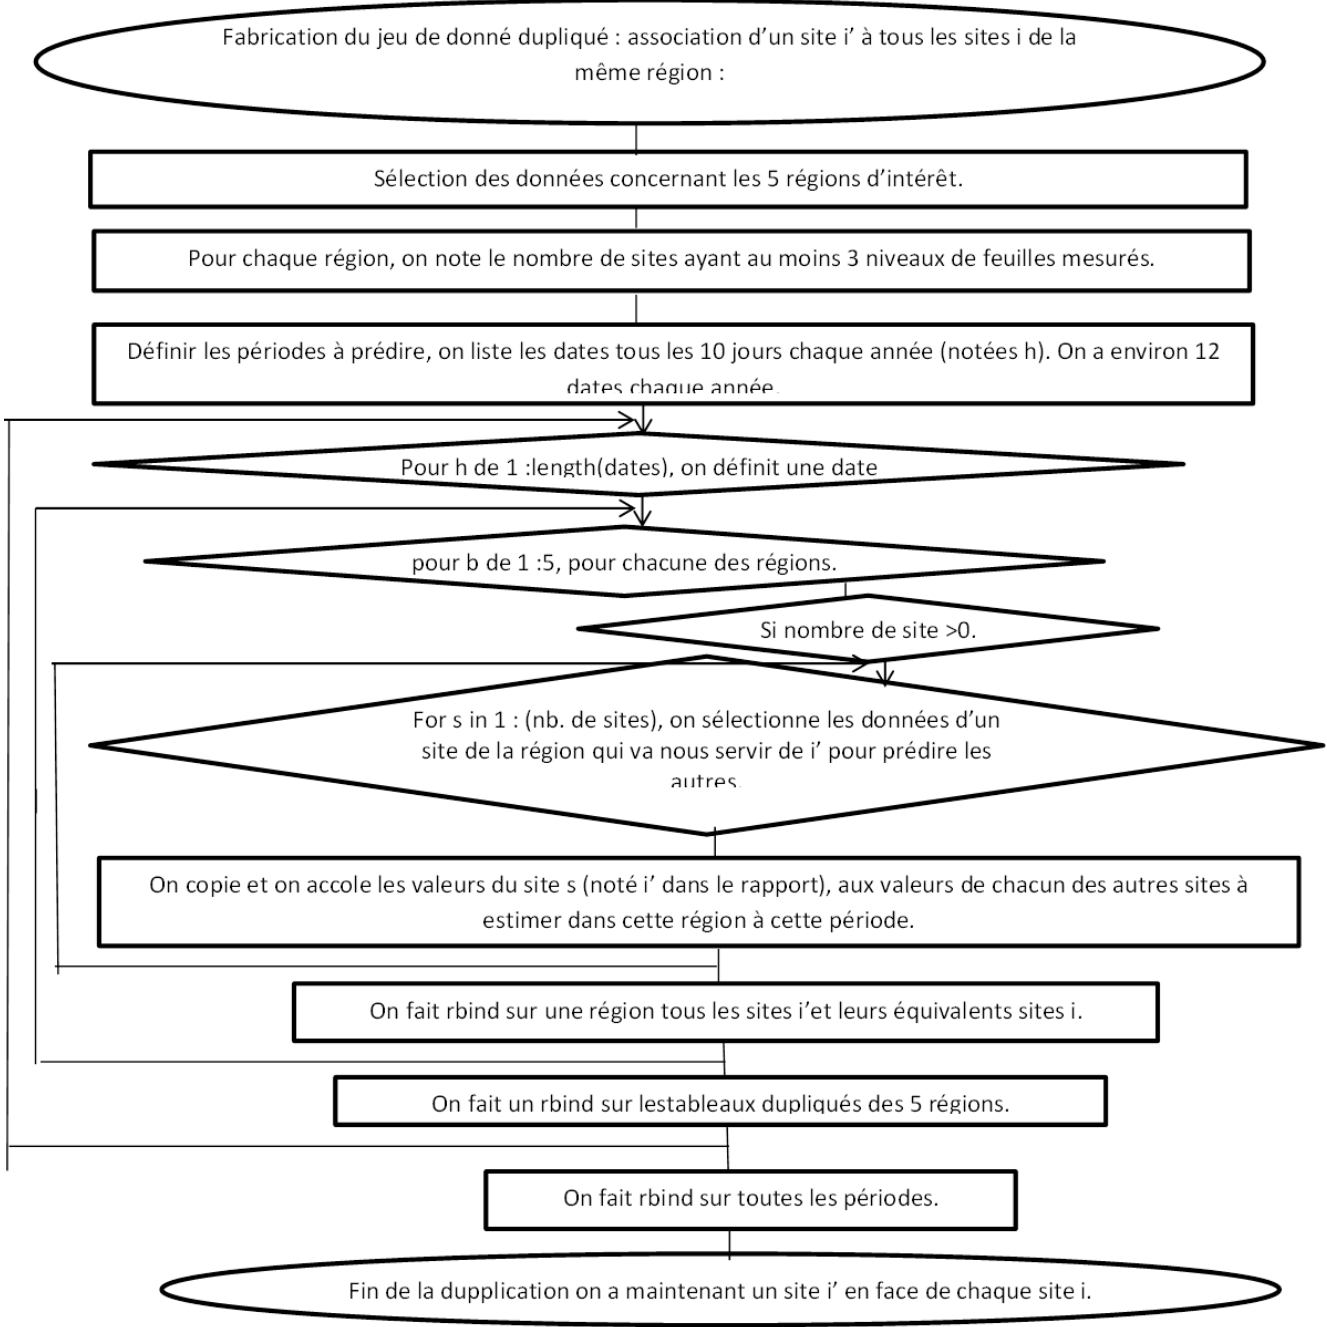 Fabrication du jeu de donné dupliqué : association d’un site i’ à tous les sites i de la
même région :
Sélection des données concernant les 5 régions d’intérêt.
Pour chaque région, on note le nombre de sites ayant au moins 3 niveaux de feuilles mesurés.
Définir les périodes à prédire, on liste les dates tous les 10 jours chaque année (notées h). On a environ 12
dates chaque année.
Pour h de 1 :length(dates), on définit une date
pour b de 1 :5, pour chacune des régions.
Si nombre de site >0.
For s in 1 : (nb. de sites), on sélectionne les données d’un
site de la région qui va nous servir de i’ pour prédire les
autres.
On copie et on accole les valeurs du site s (noté i’ dans le rapport), aux valeurs de chacun des autres sites à
estimer dans cette région à cette période.
On fait rbind sur une région tous les sites i’et leurs équivalents sites i.
On fait un rbind sur lestableaux dupliqués des 5 régions.
On fait rbind sur toutes les périodes.
Fin de la dupplication on a maintenant un site i’ en face de chaque site i.